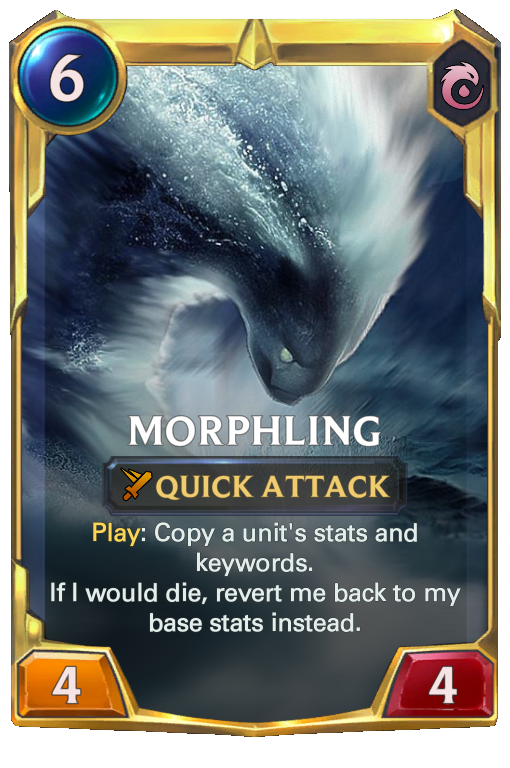 6
MORPHLING
QUICK ATTACK
Play: Copy a unit's stats and
keywords.
If I would die, revert me back to my
base stats instead.
4
4